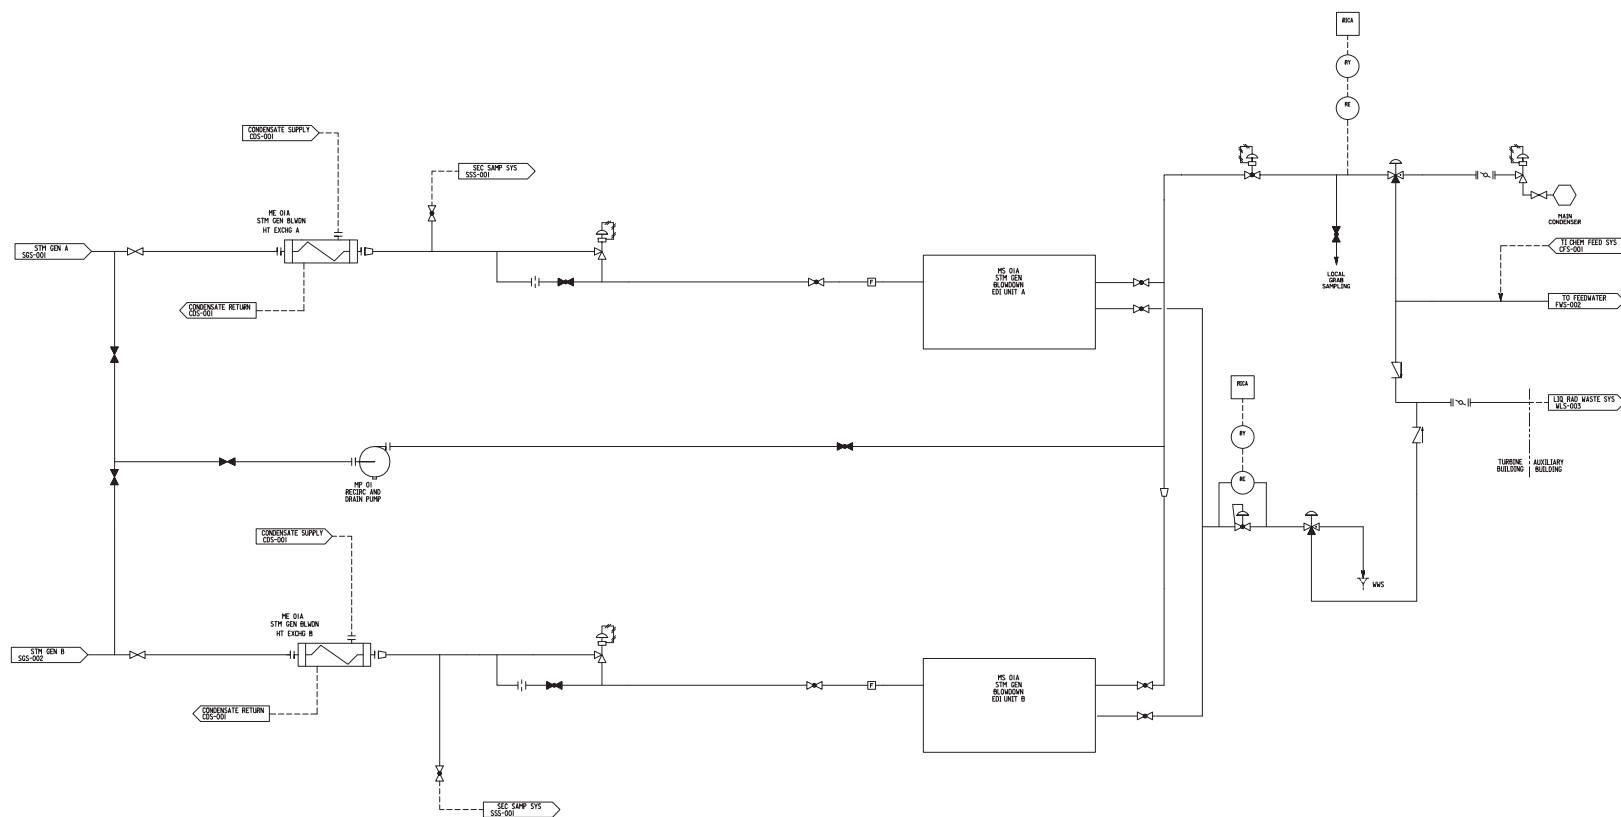 RICA
RY
RE
CONDENSATE SUPPLY
CDS-001
SEC SAMP SYS
SSS-001
ME 01A
STM GEN BLWDN
HT EXCHG A
STM GEN A
SGS-001
MAIN
CONDENSER
TI CHEM FEED SYS
CFS-001
MS 01A
STM GEN
BLOWDOWN
EDI UNIT A
LOCAL
GRAB
SAMPLING
CONDENSATE RETURN
CDS-001
F
TO FEEDWATER
FWS-002
RICA
RY
RE
LIQ RAD WASTE SYS
WLS-003
TURBINE
BUILDING
AUXILIARY
BUILDING
MP 01
RECIRC AND
DRAIN PUMP
CONDENSATE SUPPLY
CDS-001
WWS
ME 01A
STM GEN BLWDN
HT EXCHG B
STM GEN B
SGS-002
MS 01A
STM GEN
BLOWDOWN
EDI UNIT B
F
CONDENSATE RETURN
CDS-001
SEC SAMP SYS
SSS-001